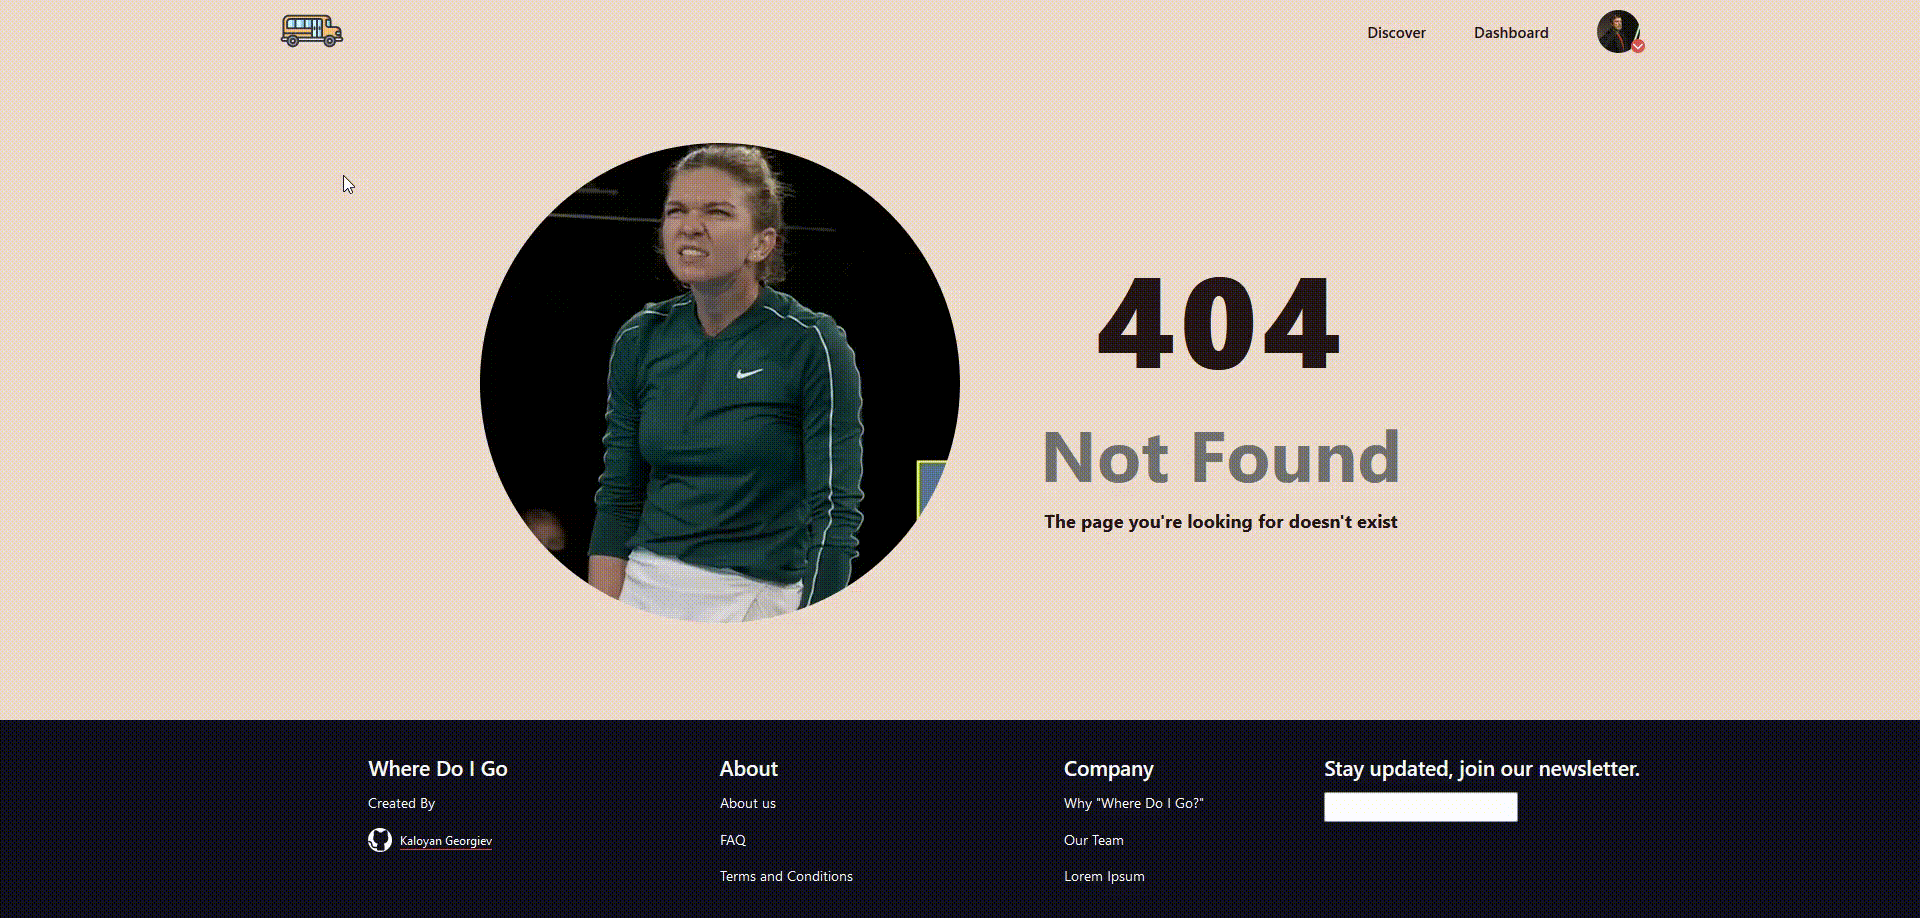 Discover
Dashboard
404
Not Found
The page you're looking for doesn't exist
Where Do I Go
Created By
Kaloyan Georgiev
About
About us
FAQ
Terms and Conditions
Company
Why "Where Do I Go?"
Our Team
Lorem Ipsum
Stay updated, join our newsletter.